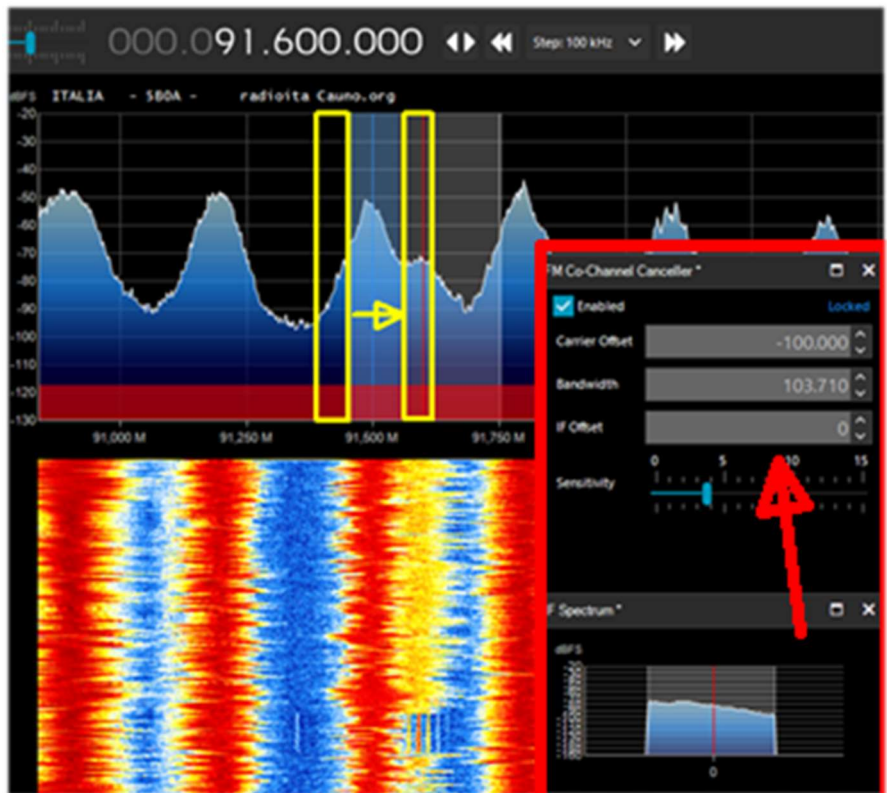 000.091.600.000 Step: 100 kHz
dBFS ITALIA - 5B0A - radioita Cauno.org
-20
-30
-40
-50
-60
-70
-80
-90
-100
-110
-120
-130
91,000 M 91,250 M 91,500 M 91,750 M
FM Co-Channel Canceller *
Enabled Locked
Carrier Offset -100.000
Bandwidth 103.710
IF Offset 0
0 5 10 15
Sensitivity
IF Spectrum *
dBFS
0